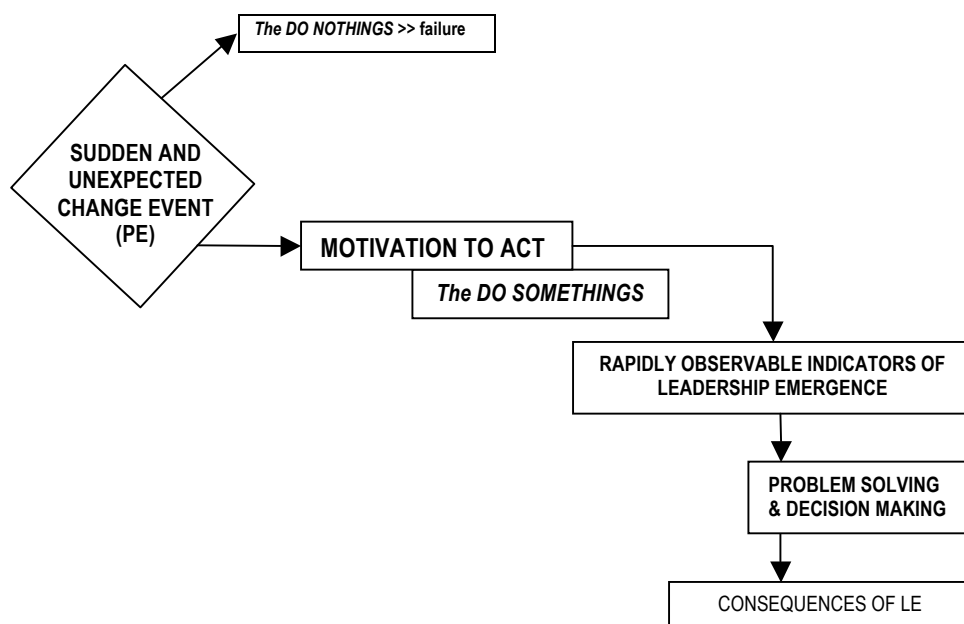 The DO NOTHINGS >> failure
SUDDEN AND
UNEXPECTED
CHANGE EVENT
(PE)
MOTIVATION TO ACT
The DO SOMETHINGS
RAPIDLY OBSERVABLE INDICATORS OF
LEADERSHIP EMERGENCE
PROBLEM SOLVING
& DECISION MAKING
CONSEQUENCES OF LE